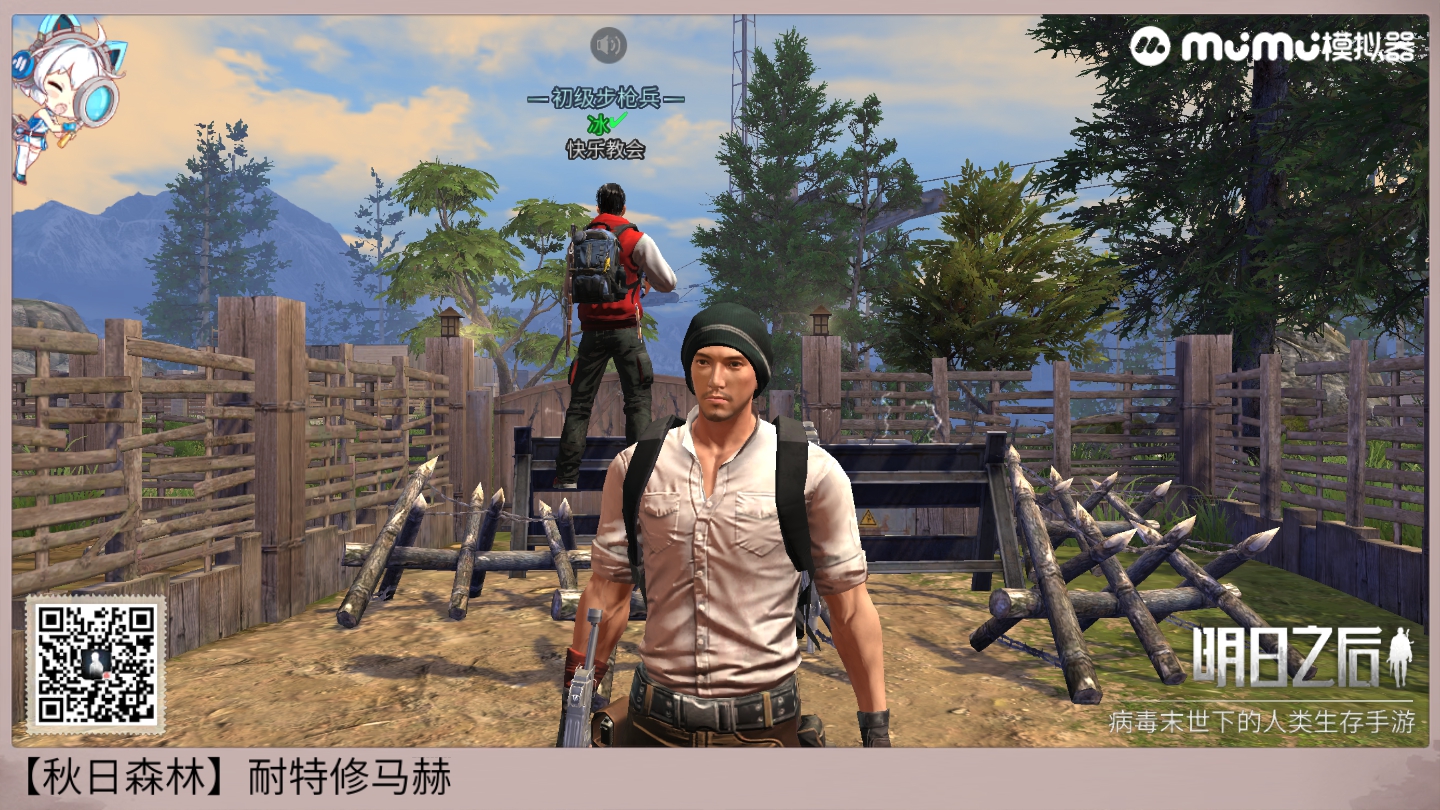 mumu模拟器
初级步枪兵
冰
快乐教会
明日之后
病毒末世下的人类生存手游
【秋日森林】耐特修马赫